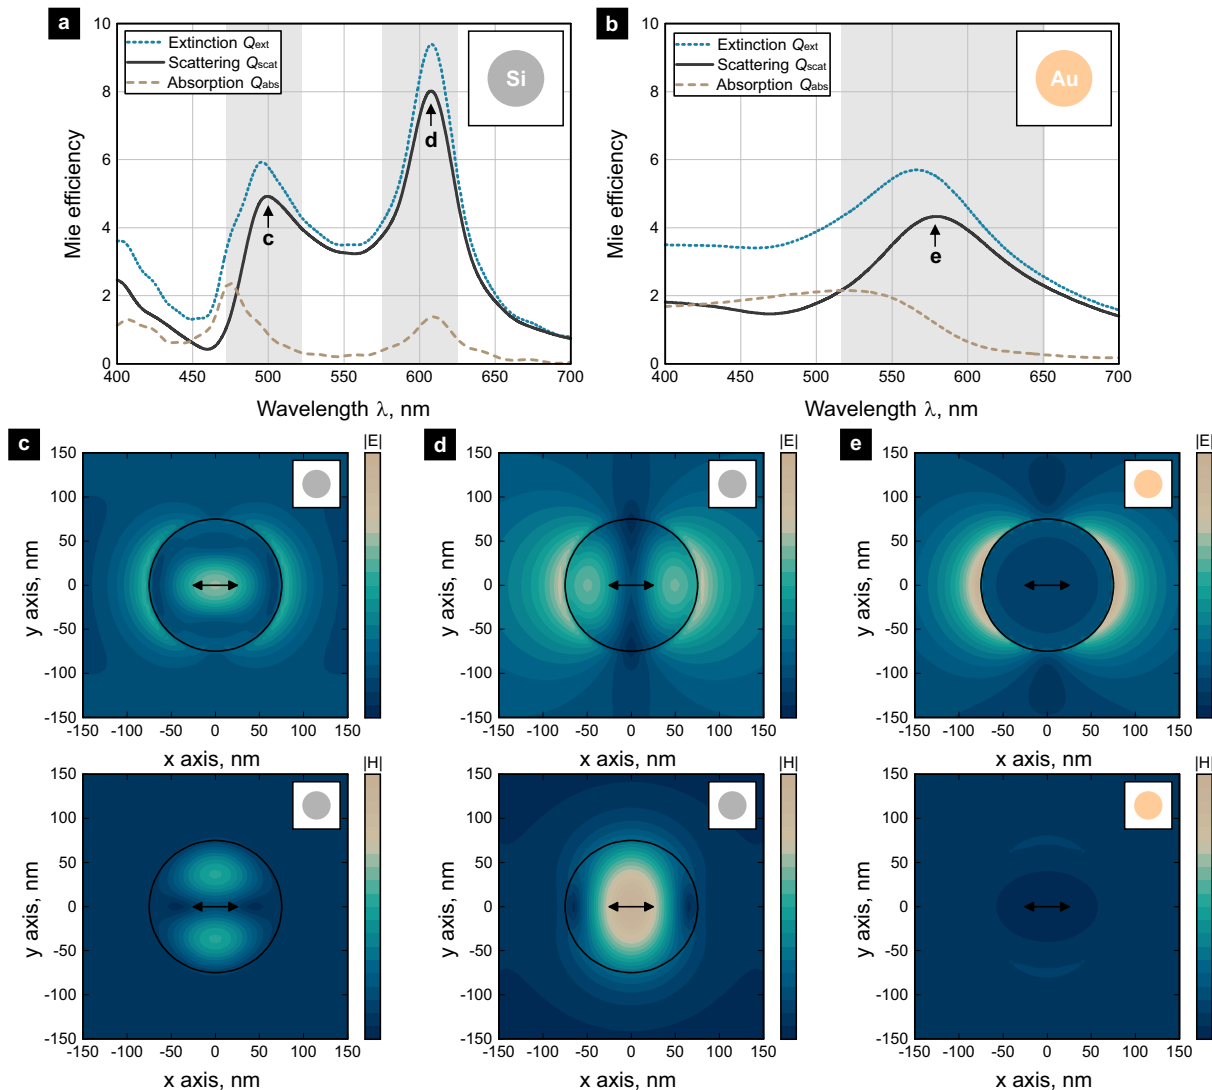 a
Extinction Qext
Scattering Qscat
Absorption Qabs
Si
c
d
10
8
6
4
2
0
Mie efficiency
400 450 500 550 600 650 700
Wavelength λ, nm
b
Extinction Qext
Scattering Qscat
Absorption Qabs
Au
e
10
8
6
4
2
0
Mie efficiency
400 450 500 550 600 650 700
Wavelength λ, nm
c
|E|
150
100
50
0
-50
-100
-150
y axis, nm
-150 -100 -50 0 50 100 150
x axis, nm
d
|E|
150
100
50
0
-50
-100
-150
y axis, nm
-150 -100 -50 0 50 100 150
x axis, nm
e
|E|
150
100
50
0
-50
-100
-150
y axis, nm
-150 -100 -50 0 50 100 150
x axis, nm
|H|
150
100
50
0
-50
-100
-150
y axis, nm
-150 -100 -50 0 50 100 150
x axis, nm
|H|
150
100
50
0
-50
-100
-150
y axis, nm
-150 -100 -50 0 50 100 150
x axis, nm
|H|
150
100
50
0
-50
-100
-150
y axis, nm
-150 -100 -50 0 50 100 150
x axis, nm